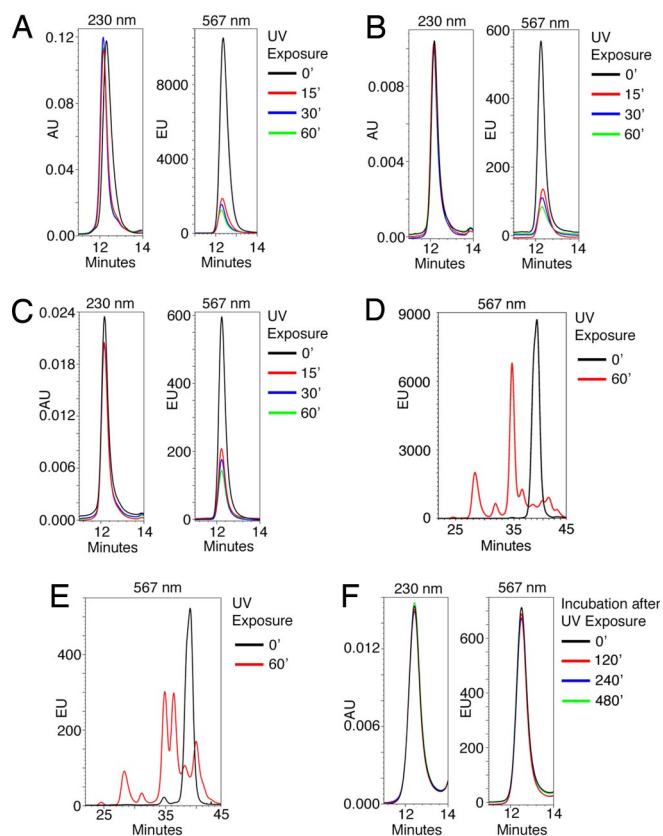 A
230 nm
567 nm
UV
Exposure
0'
15'
30'
60'
AU
0.12
0.08
0.04
0.00
EU
10000
8000
4000
0
12 14
12 14
Minutes
Minutes
B
230 nm
567 nm
UV
Exposure
0'
15'
30'
60'
AU
0.008
0.004
0.000
EU
600
400
200
0
12 14
12 14
Minutes
Minutes
C
230 nm
567 nm
UV
Exposure
0'
15'
30'
60'
AU
0.024
0.018
0.012
0.006
0.000
EU
600
400
200
0
12 14
12 14
Minutes
Minutes
D
567 nm
UV
Exposure
0'
60'
EU
9000
6000
3000
0
25 35 45
Minutes
E
567 nm
UV
Exposure
0'
60'
EU
400
200
0
25 35 45
Minutes
F
230 nm
567 nm
Incubation after
UV Exposure
0'
120'
240'
480'
AU
0.012
0.006
0.000
EU
600
400
200
0
12 14
12 14
Minutes
Minutes